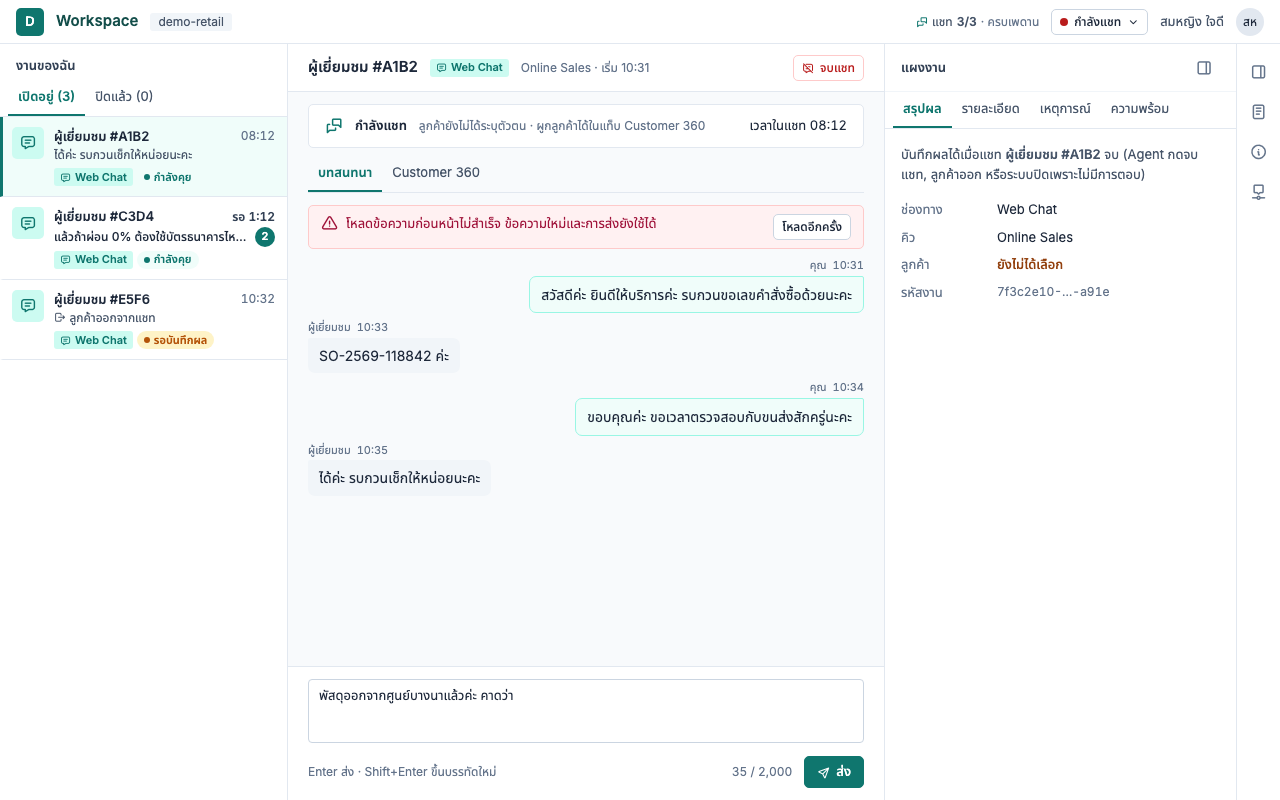 D Workspace demo-retail
แชท 3/3 · ครบเพดาน
กำลังแชท
สมหญิง ใจดี
สห
งานของฉัน
เปิดอยู่ (3)
ปิดแล้ว (0)
ผู้เยี่ยมชม #A1B2 08:12
ได้ค่ะ รบกวนเช็กให้หน่อยนะคะ
Web Chat กำลังคุย
ผู้เยี่ยมชม #C3D4 รอ 1:12
แล้วถ้าผ่อน 0% ต้องใช้บัตรธนาคารไห... 2
Web Chat กำลังคุย
ผู้เยี่ยมชม #E5F6 10:32
ลูกค้าออกจากแชท
Web Chat รอบันทึกผล
ผู้เยี่ยมชม #A1B2 Web Chat Online Sales · เริ่ม 10:31
จบแชท
กำลังแชท ลูกค้ายังไม่ได้ระบุตัวตน · ผูกลูกค้าได้ในแท็บ Customer 360 เวลาในแชท 08:12
บทสนทนา Customer 360
โหลดข้อความก่อนหน้าไม่สำเร็จ ข้อความใหม่และการส่งยังใช้ได้
โหลดอีกครั้ง
คุณ 10:31
สวัสดีค่ะ ยินดีให้บริการค่ะ รบกวนขอเลขคำสั่งซื้อด้วยนะคะ
ผู้เยี่ยมชม 10:33
SO-2569-118842 ค่ะ
คุณ 10:34
ขอบคุณค่ะ ขอเวลาตรวจสอบกับขนส่งสักครู่นะคะ
ผู้เยี่ยมชม 10:35
ได้ค่ะ รบกวนเช็กให้หน่อยนะคะ
พัสดุออกจากศูนย์บางนาแล้วค่ะ คาดว่า
Enter ส่ง · Shift+Enter ขึ้นบรรทัดใหม่
35 / 2,000
ส่ง
แผงงาน
สรุปผล รายละเอียด เหตุการณ์ ความพร้อม
บันทึกผลได้เมื่อแชท ผู้เยี่ยมชม #A1B2 จบ (Agent กดจบ
แชท, ลูกค้าออก หรือระบบปิดเพราะไม่มีการตอบ)
ช่องทาง Web Chat
คิว Online Sales
ลูกค้า ยังไม่ได้เลือก
รหัสงาน 7f3c2e10-...-a91e